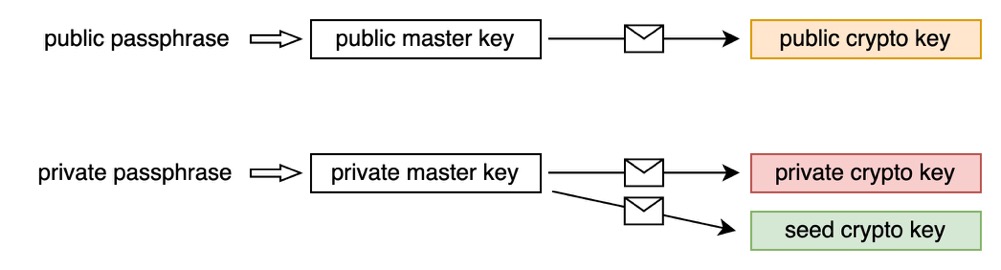 public passphrase
public master key
public crypto key
private passphrase
private master key
private crypto key
seed crypto key